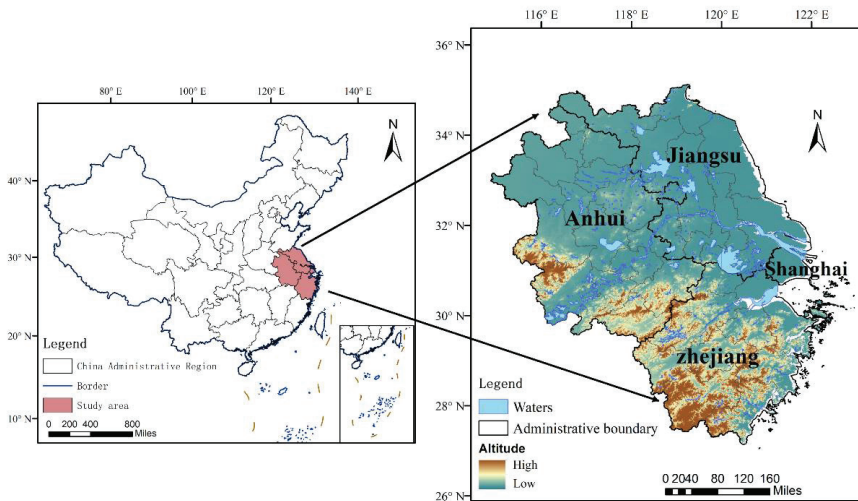 80° E 100° E 120° E 140° E
N
40° N
30° N
20° N
10° N
Legend
China Administrative Region
Border
Study area
0 200 400 800
Miles
116° E 118° E 120° E 122° E
36° N
34° N
32° N
30° N
28° N
26° N
N
Jiangsu
Anhui
Shanghai
zhejiang
Legend
Waters
Administrative boundary
Altitude
High
Low
0 2040 80 120 160
Miles